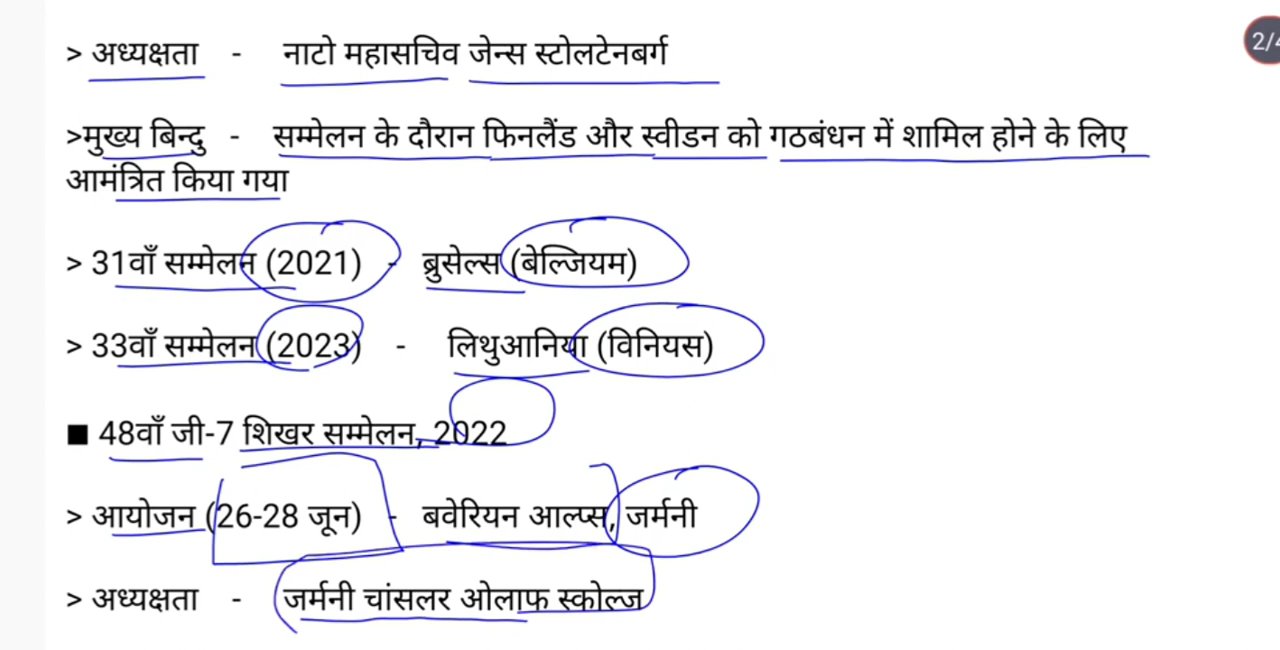 2/4
> अध्यक्षता - नाटो महासचिव जेन्स स्टोलटेनबर्ग
>मुख्य बिन्दु - सम्मेलन के दौरान फिनलैंड और स्वीडन को गठबंधन में शामिल होने के लिए
आमंत्रित किया गया
> 31वाँ सम्मेलन (2021) - ब्रुसेल्स (बेल्जियम)
> 33वाँ सम्मेलन (2023) - लिथुआनिया (विनियस)
■ 48वाँ जी-7 शिखर सम्मेलन, 2022
> आयोजन (26-28 जून) - बवेरियन आल्प्स, जर्मनी
> अध्यक्षता - जर्मनी चांसलर ओलाफ स्कोल्ज